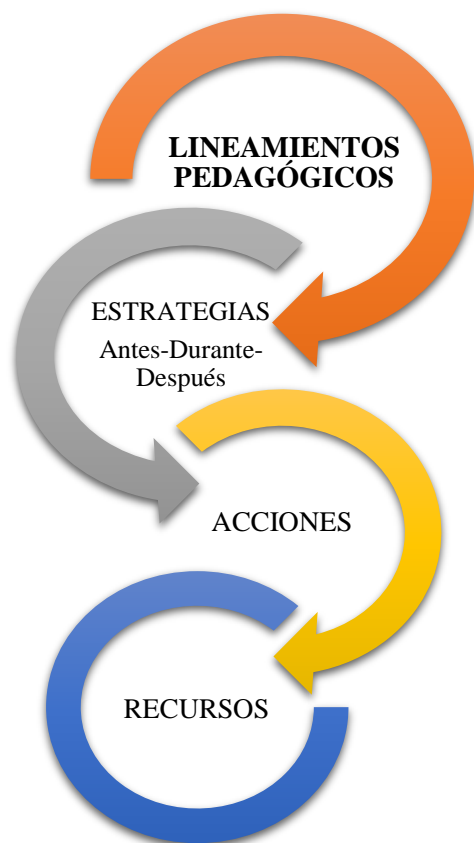 LINEAMIENTOS
PEDAGÓGICOS
ESTRATEGIAS
Antes-Durante-
Después
ACCIONES
RECURSOS